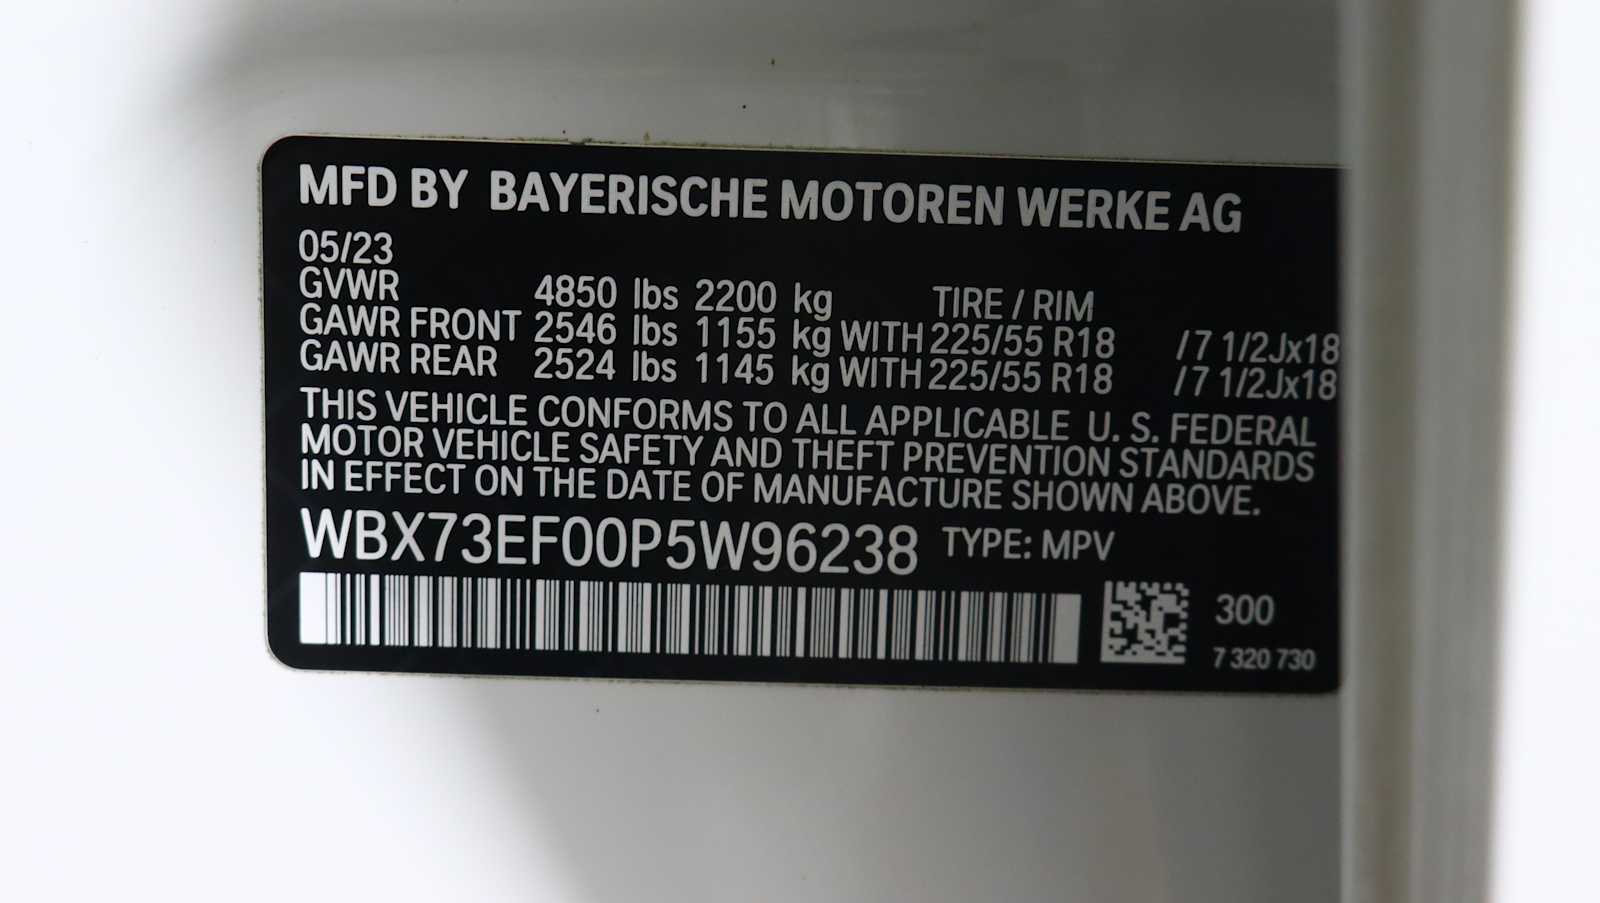 MFD BY BAYERISCHE MOTOREN WERKE AG
05/23
GVWR 4850 lbs 2200 kg TIRE / RIM
GAWR FRONT 2546 lbs 1155 kg WITH 225/55 R18 / 7 1/2Jx18
GAWR REAR 2524 lbs 1145 kg WITH 225/55 R18 / 7 1/2Jx18
THIS VEHICLE CONFORMS TO ALL APPLICABLE U. S. FEDERAL
MOTOR VEHICLE SAFETY AND THEFT PREVENTION STANDARDS
IN EFFECT ON THE DATE OF MANUFACTURE SHOWN ABOVE.
WBX73EF00P5W96238 TYPE: MPV
300
7 320 730